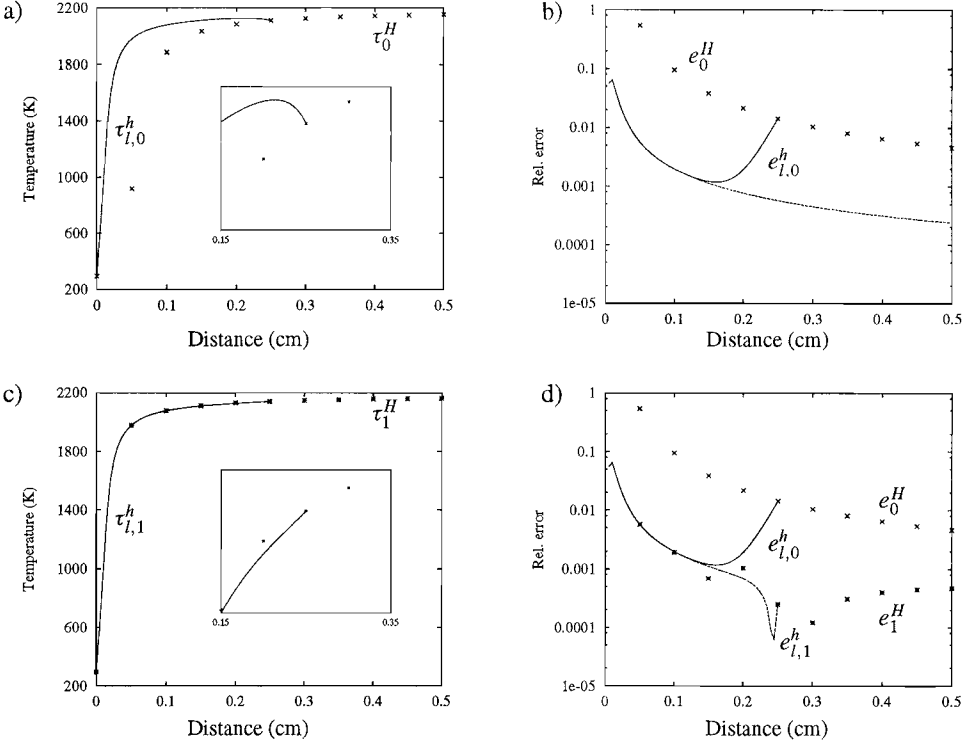 a)
2200
1800
1400
1000
600
200
Temperature (K)
τ_0^H
τ_{l,0}^h
0.15
0.35
0
0.1
0.2
0.3
0.4
0.5
Distance (cm)
b)
1
0.1
0.01
0.001
0.0001
1e-05
Rel. error
e_0^H
e_{l,0}^h
0
0.1
0.2
0.3
0.4
0.5
Distance (cm)
c)
2200
1800
1400
1000
600
200
Temperature (K)
τ_1^H
τ_{l,1}^h
0.15
0.35
0
0.1
0.2
0.3
0.4
0.5
Distance (cm)
d)
1
0.1
0.01
0.001
0.0001
1e-05
Rel. error
e_0^H
e_{l,0}^h
e_1^H
e_{l,1}^h
0
0.1
0.2
0.3
0.4
0.5
Distance (cm)